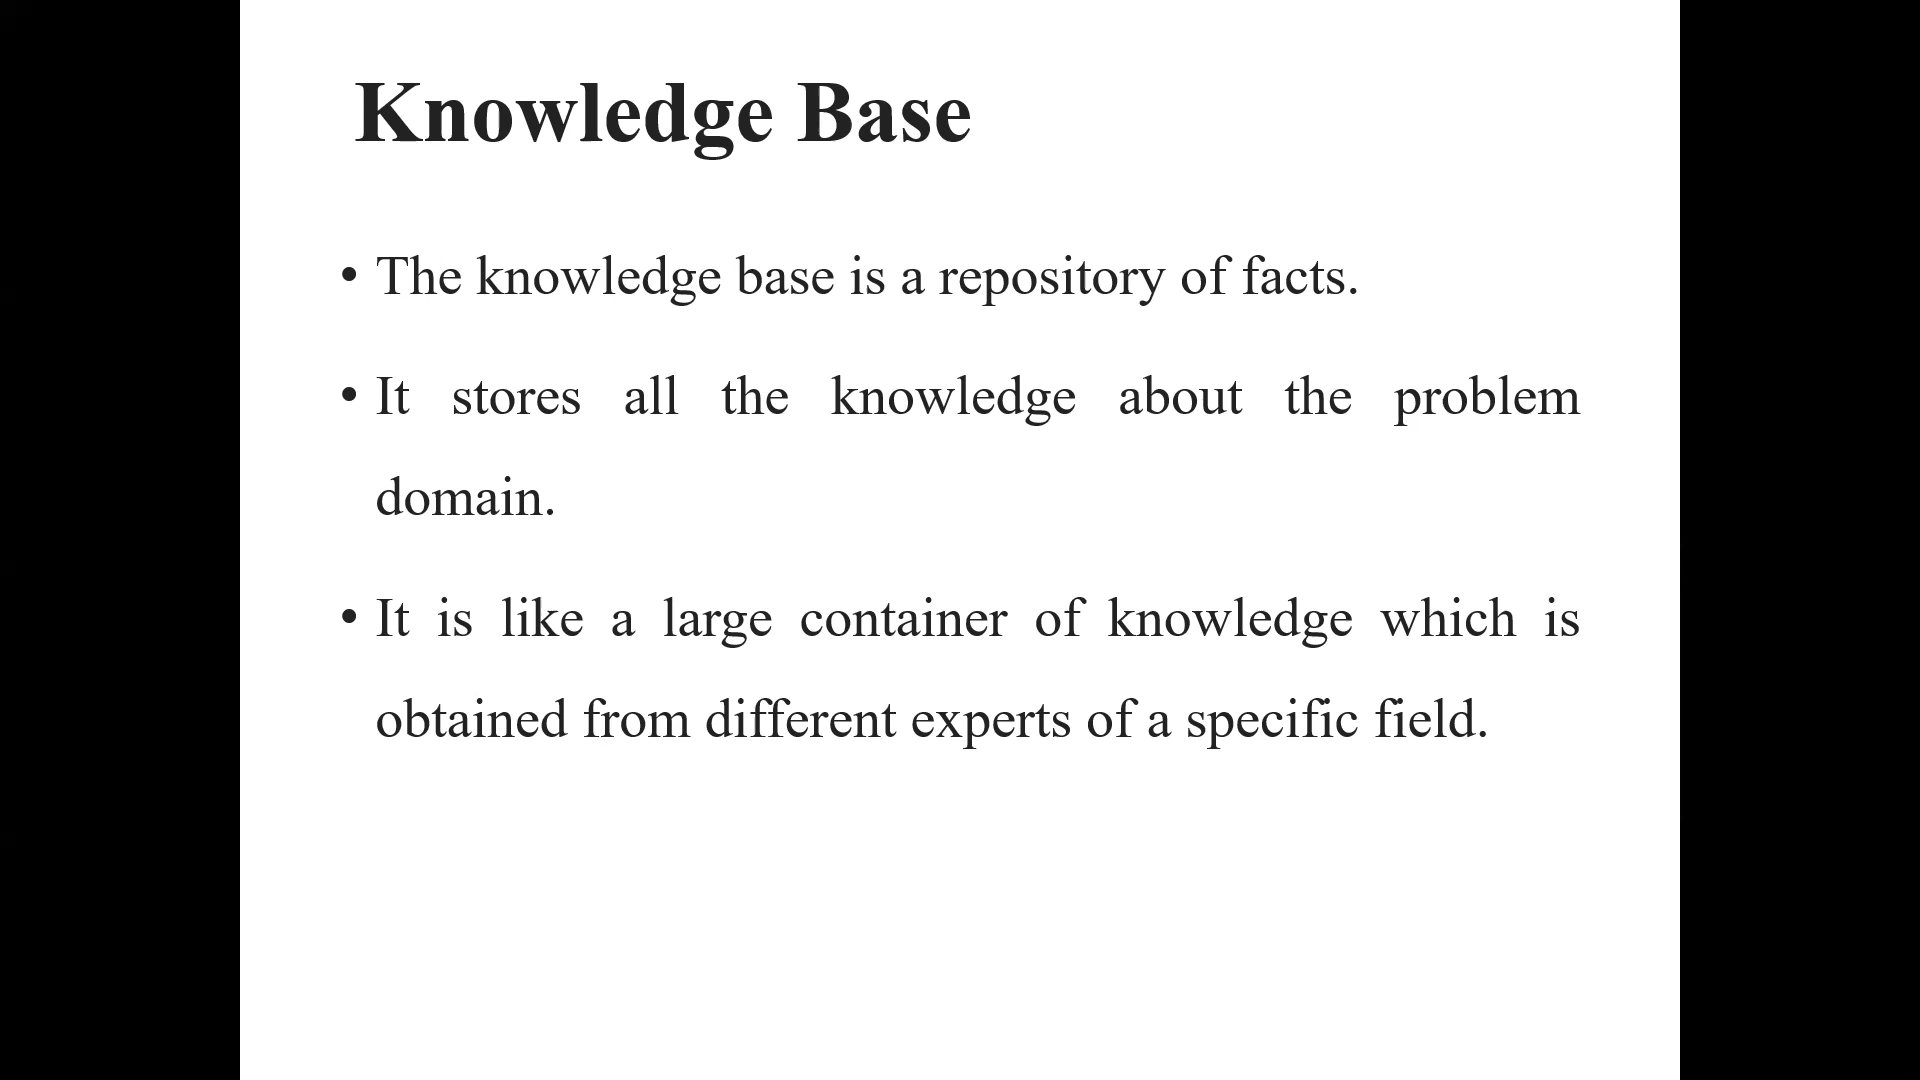 Knowledge Base
• The knowledge base is a repository of facts.
• It stores all the knowledge about the problem
domain.
• It is like a large container of knowledge which is
obtained from different experts of a specific field.